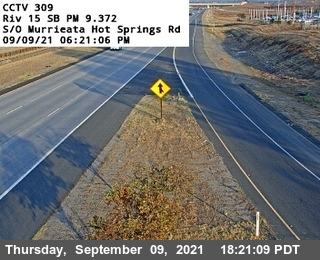 CCTV 309
Riv 15 SB PM 9.372
S/O Murrieata Hot Springs Rd
09/09/21 06:21:06 PM
Thursday, September 09, 2021 18:21:09 PDT